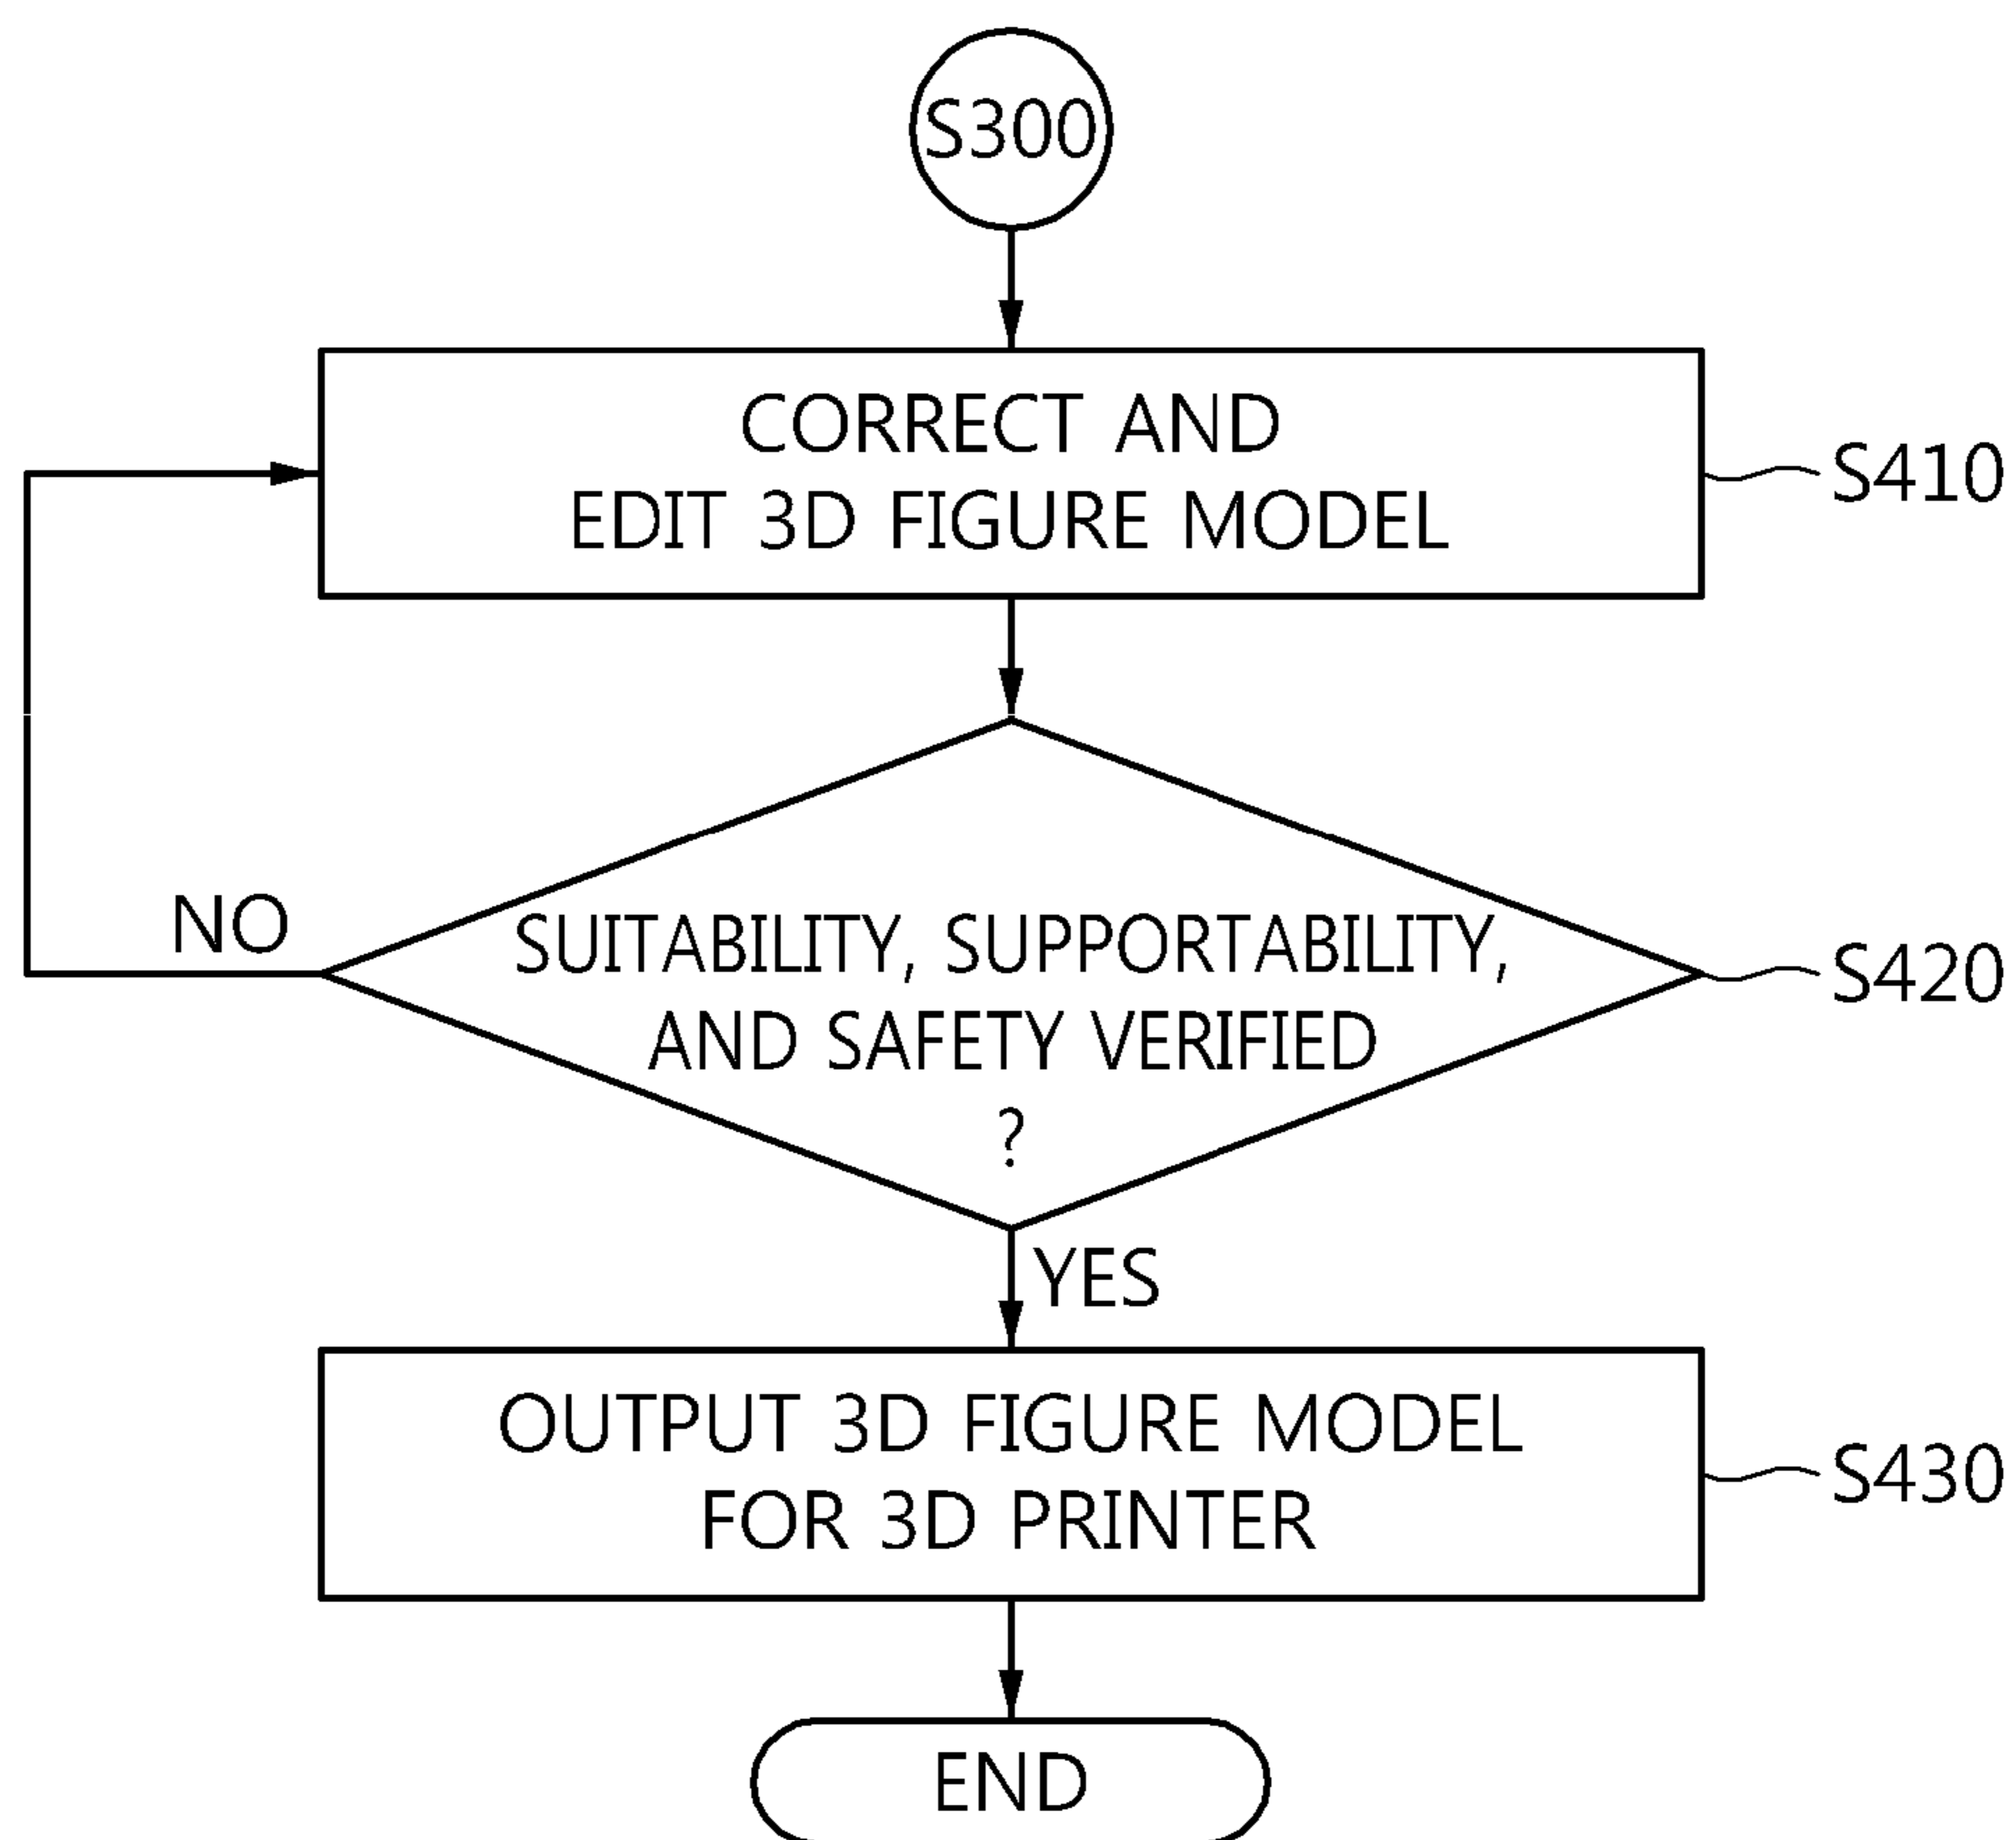 S300
CORRECT AND
EDIT 3D FIGURE MODEL
S410
NO
SUITABILITY, SUPPORTABILITY,
AND SAFETY VERIFIED
?
S420
YES
OUTPUT 3D FIGURE MODEL
FOR 3D PRINTER
S430
END